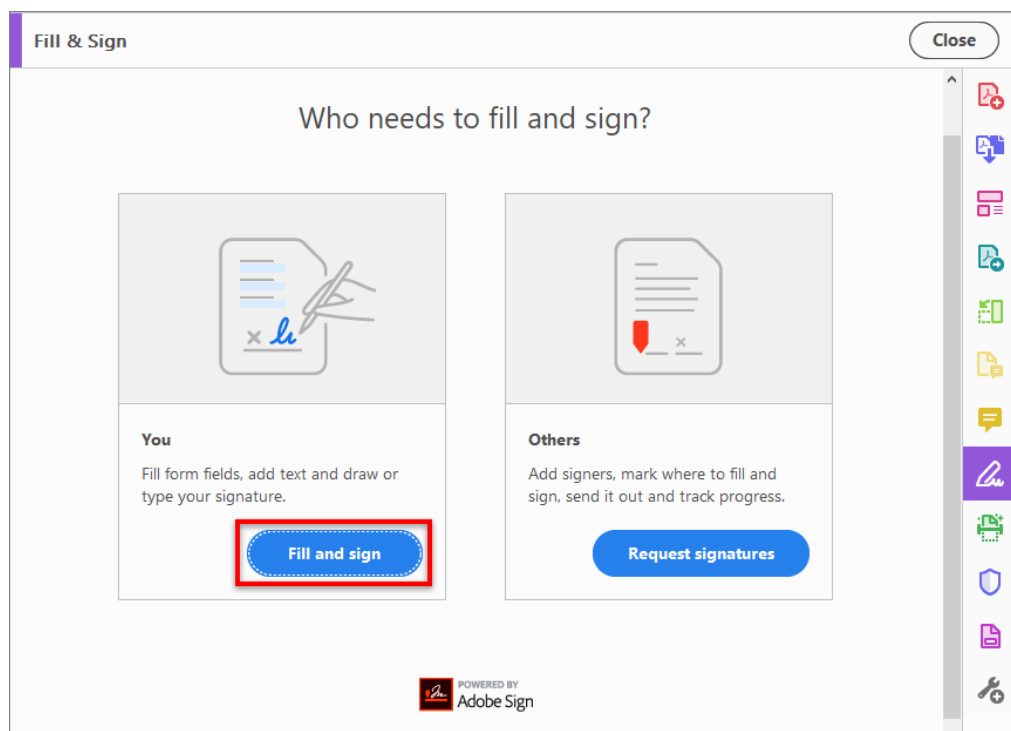 Fill & Sign
Close
Who needs to fill and sign?
You
Fill form fields, add text and draw or
type your signature.
Fill and sign
Others
Add signers, mark where to fill and
sign, send it out and track progress.
Request signatures
POWERED BY
Adobe Sign